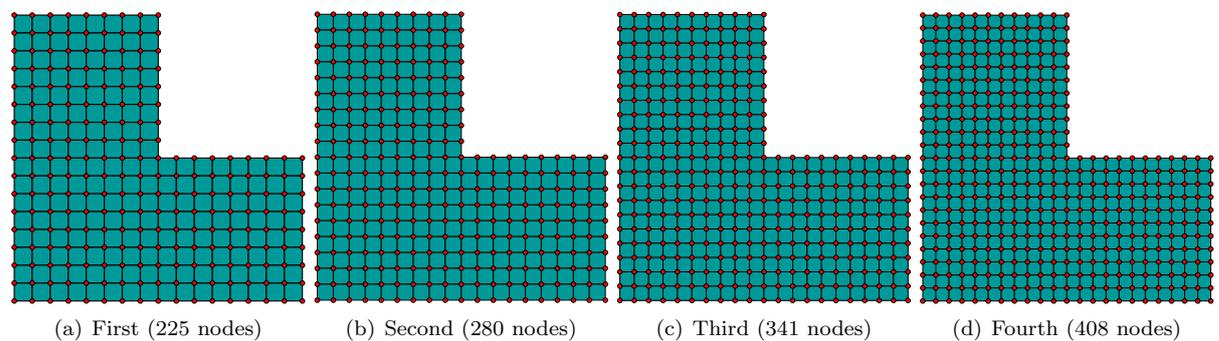 (a) First (225 nodes)
(b) Second (280 nodes)
(c) Third (341 nodes)
(d) Fourth (408 nodes)